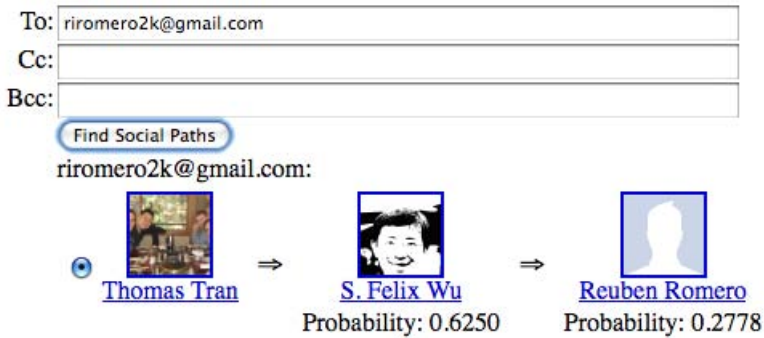 To: riromero2k@gmail.com
Cc:
Bcc:
Find Social Paths
riromero2k@gmail.com:
⇒ ⇒
Thomas Tran S. Felix Wu Reuben Romero
Probability: 0.6250 Probability: 0.2778